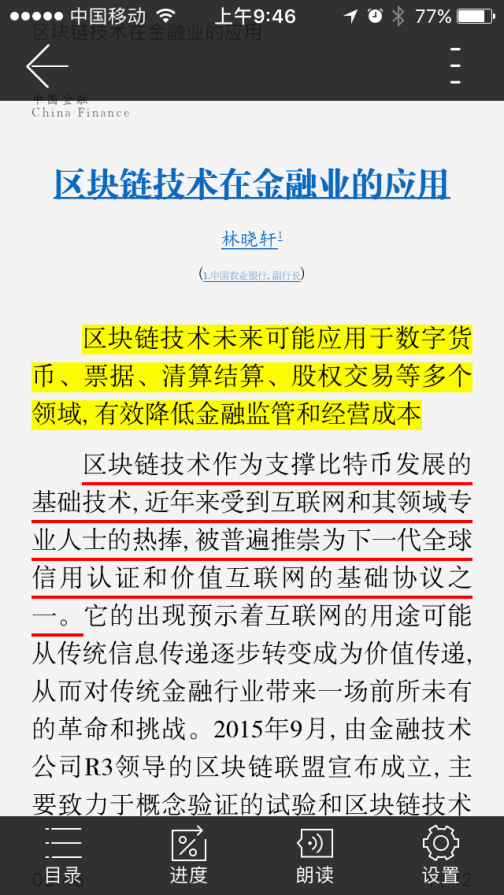 中国移动 上午9:46 77%
区块链技术在金融业的应用
中国金融
China Finance
区块链技术在金融业的应用
林晓轩1
(1.中国农业银行, 副行长)
区块链技术未来可能应用于数字货
币、票据、清算结算、股权交易等多个
领域, 有效降低金融监管和经营成本
区块链技术作为支撑比特币发展的
基础技术, 近年来受到互联网和其领域专
业人士的热捧, 被普遍推崇为下一代全球
信用认证和价值互联网的基础协议之
一。它的出现预示着互联网的用途可能
从传统信息传递逐步转变成为价值传递,
从而对传统金融行业带来一场前所未有
的革命和挑战。2015年9月, 由金融技术
公司R3领导的区块链联盟宣布成立, 主
要致力于概念验证的试验和区块链技术
目录 进度 朗读 设置